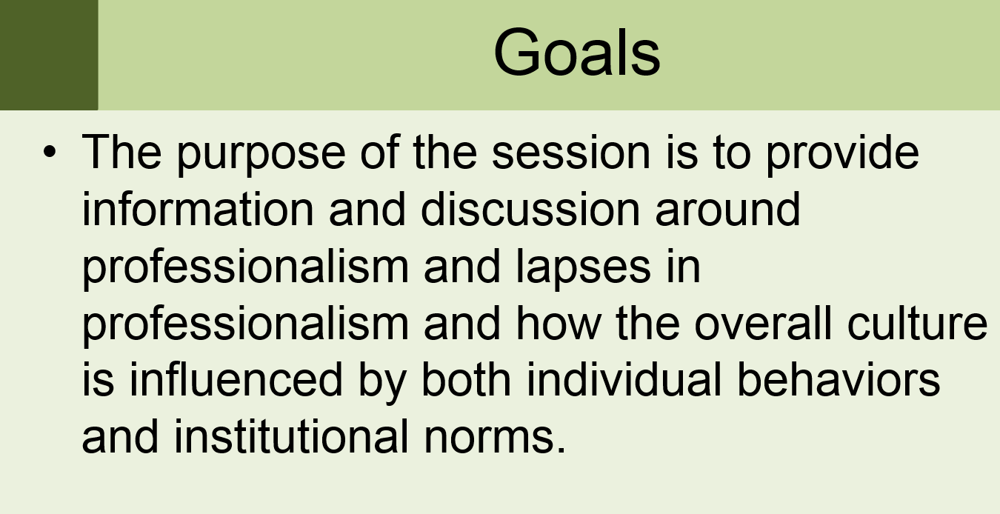 Goals
• The purpose of the session is to provide
information and discussion around
professionalism and lapses in
professionalism and how the overall culture
is influenced by both individual behaviors
and institutional norms.